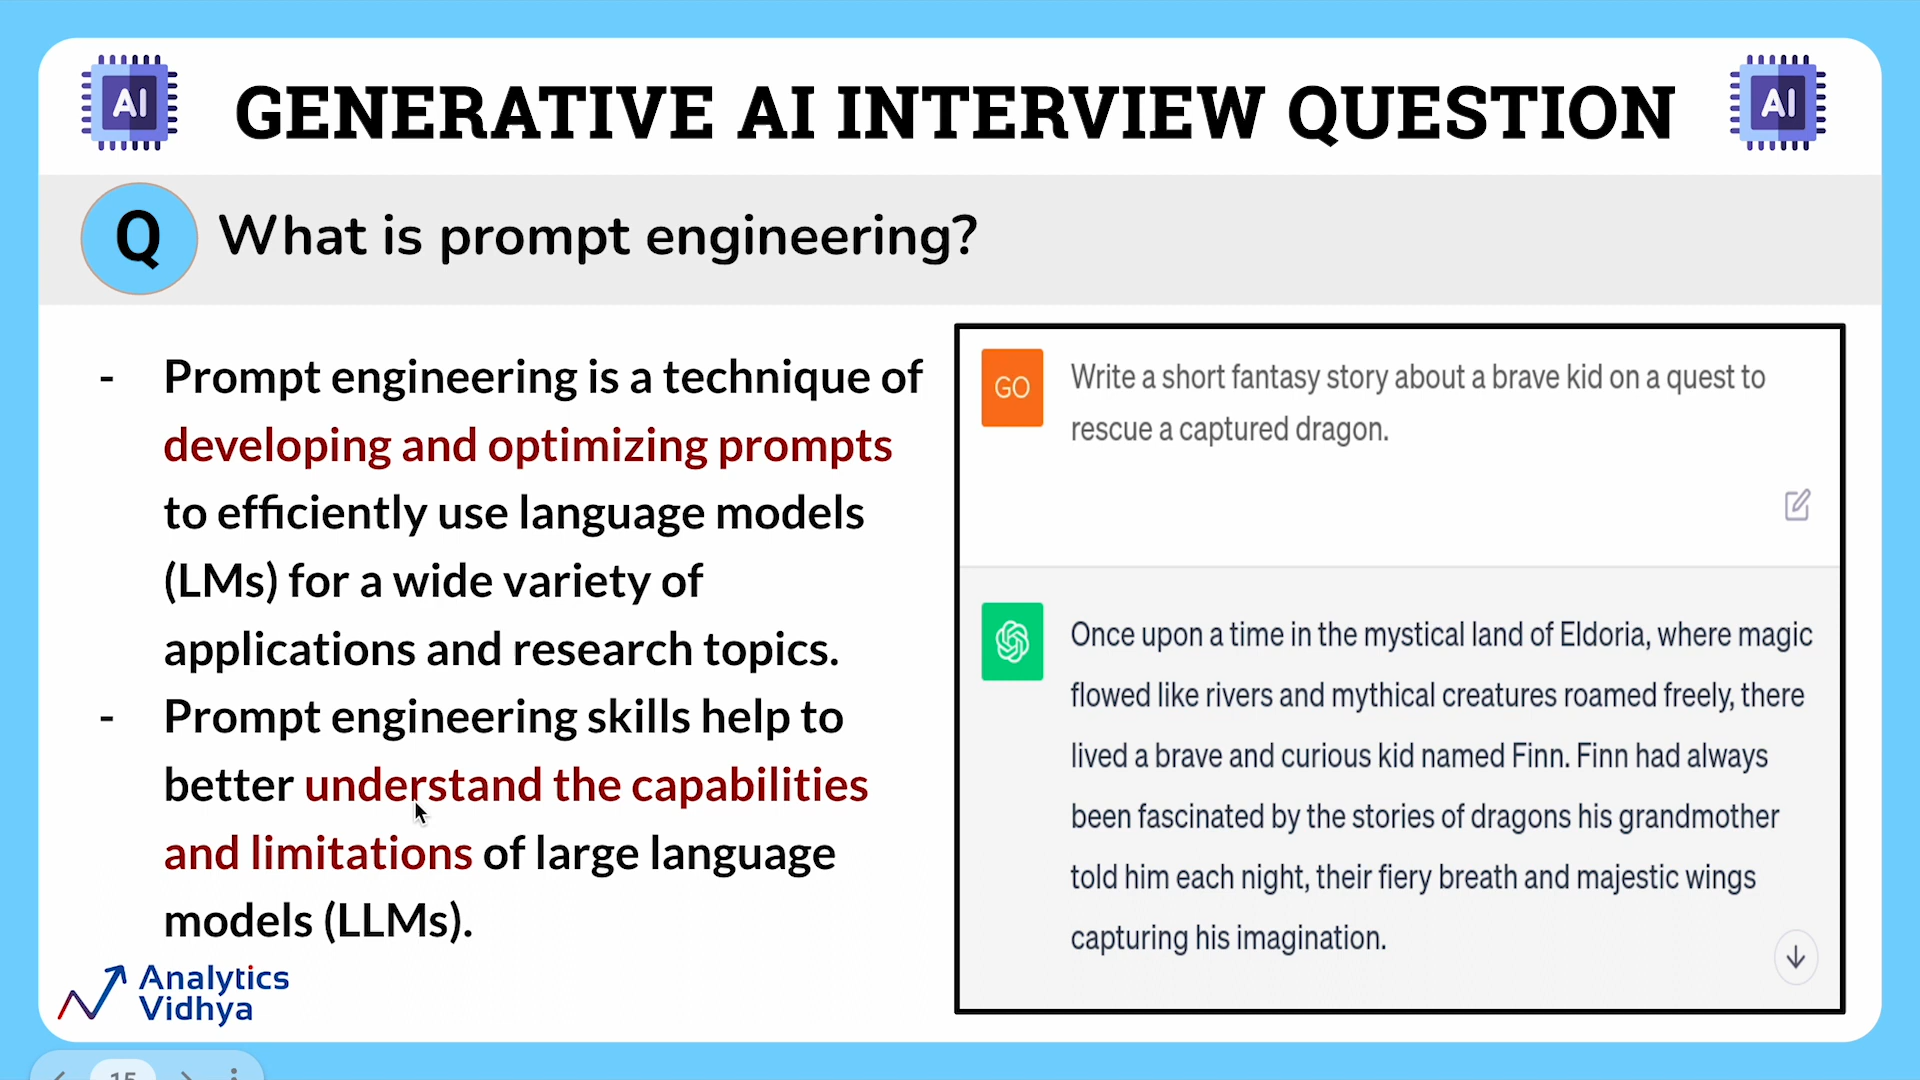 AI
GENERATIVE AI INTERVIEW QUESTION
AI
Q
What is prompt engineering?
- Prompt engineering is a technique of
developing and optimizing prompts
to efficiently use language models
(LMs) for a wide variety of
applications and research topics.
- Prompt engineering skills help to
better understand the capabilities
and limitations of large language
models (LLMs).
GO
Write a short fantasy story about a brave kid on a quest to
rescue a captured dragon.
Once upon a time in the mystical land of Eldoria, where magic
flowed like rivers and mythical creatures roamed freely, there
lived a brave and curious kid named Finn. Finn had always
been fascinated by the stories of dragons his grandmother
told him each night, their fiery breath and majestic wings
capturing his imagination.
Analytics
Vidhya
15